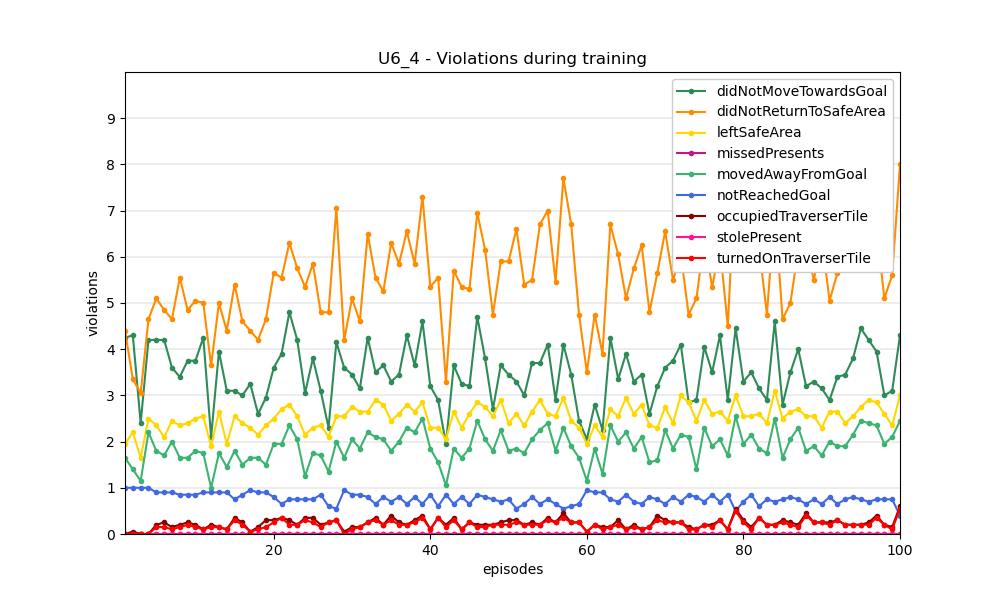 U6_4 - Violations during training
violations
9
8
7
6
5
4
3
2
1
0
20
40
60
80
100
episodes
didNotMoveTowardsGoal
didNotReturnToSafeArea
leftSafeArea
missedPresents
movedAwayFromGoal
notReachedGoal
occupiedTraverserTile
stolePresent
turnedOnTraverserTile